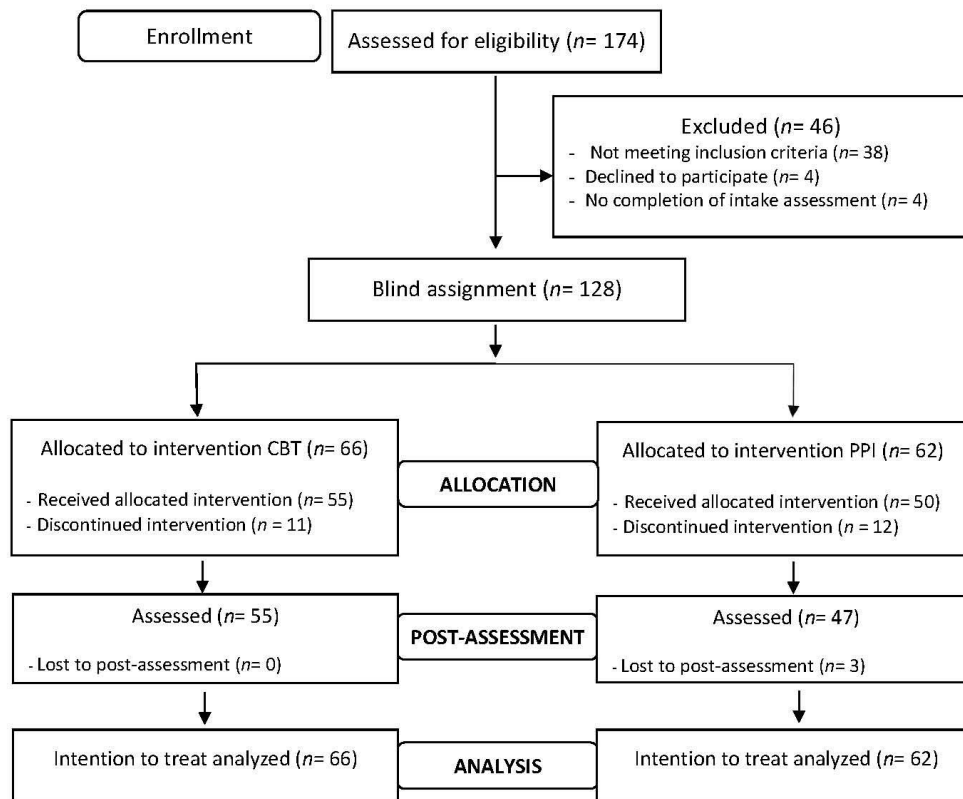 Enrollment
Assessed for eligibility (n= 174)
Excluded (n= 46)
- Not meeting inclusion criteria (n= 38)
- Declined to participate (n= 4)
- No completion of intake assessment (n= 4)
Blind assignment (n= 128)
Allocated to intervention CBT (n= 66)
- Received allocated intervention (n= 55)
- Discontinued intervention (n = 11)
ALLOCATION
Allocated to intervention PPI (n= 62)
- Received allocated intervention (n= 50)
- Discontinued intervention (n = 12)
Assessed (n= 55)
- Lost to post-assessment (n= 0)
POST-ASSESSMENT
Assessed (n= 47)
- Lost to post-assessment (n= 3)
Intention to treat analyzed (n= 66)
ANALYSIS
Intention to treat analyzed (n= 62)